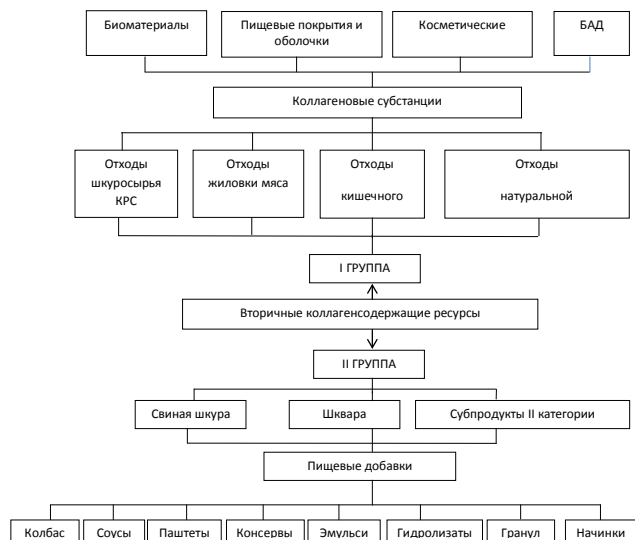 Биоматериалы
Пищевые покрытия и
оболочки
Косметические
БАД
Коллагеновые субстанции
Отходы
шкуросырья
КРС
Отходы
жиловки мяса
Отходы
кишечного
Отходы
натуральной
I ГРУППА
Вторичные коллагенсодержащие ресурсы
II ГРУППА
Свиная шкура
Шквара
Субпродукты II категории
Пищевые добавки
Колбас
Соусы
Паштеты
Консервы
Эмульси
Гидролизаты
Гранул
Начинки